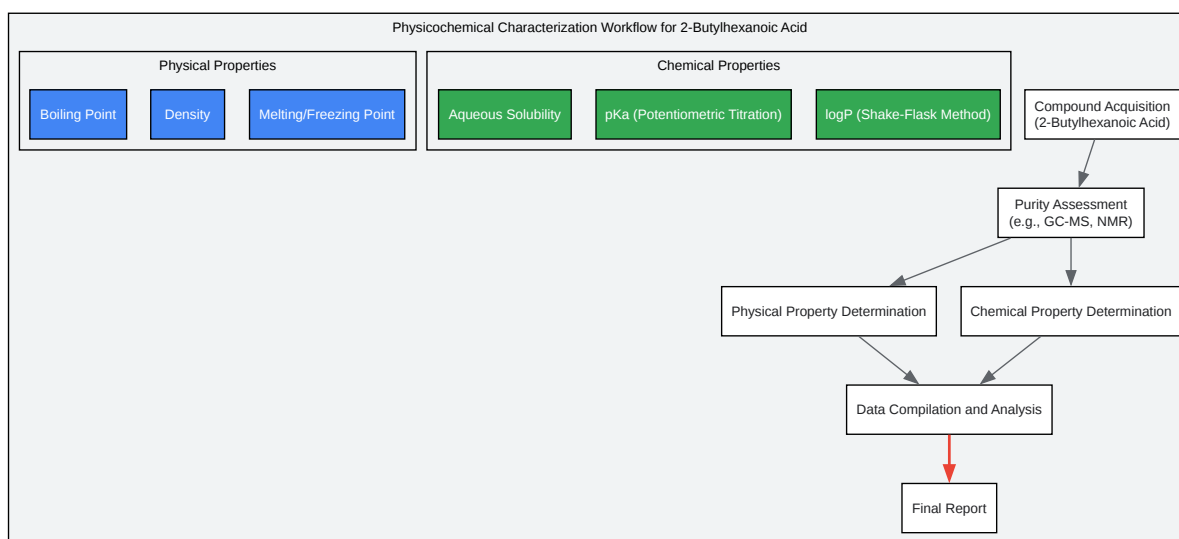 Physicochemical Characterization Workflow for 2-Butylhexanoic Acid
Physical Properties
Chemical Properties
Boiling Point
Density
Melting/Freezing Point
Aqueous Solubility
pKa (Potentiometric Titration)
logP (Shake-Flask Method)
Compound Acquisition
(2-Butylhexanoic Acid)
Purity Assessment
(e.g., GC-MS, NMR)
Physical Property Determination
Chemical Property Determination
Data Compilation and Analysis
Final Report